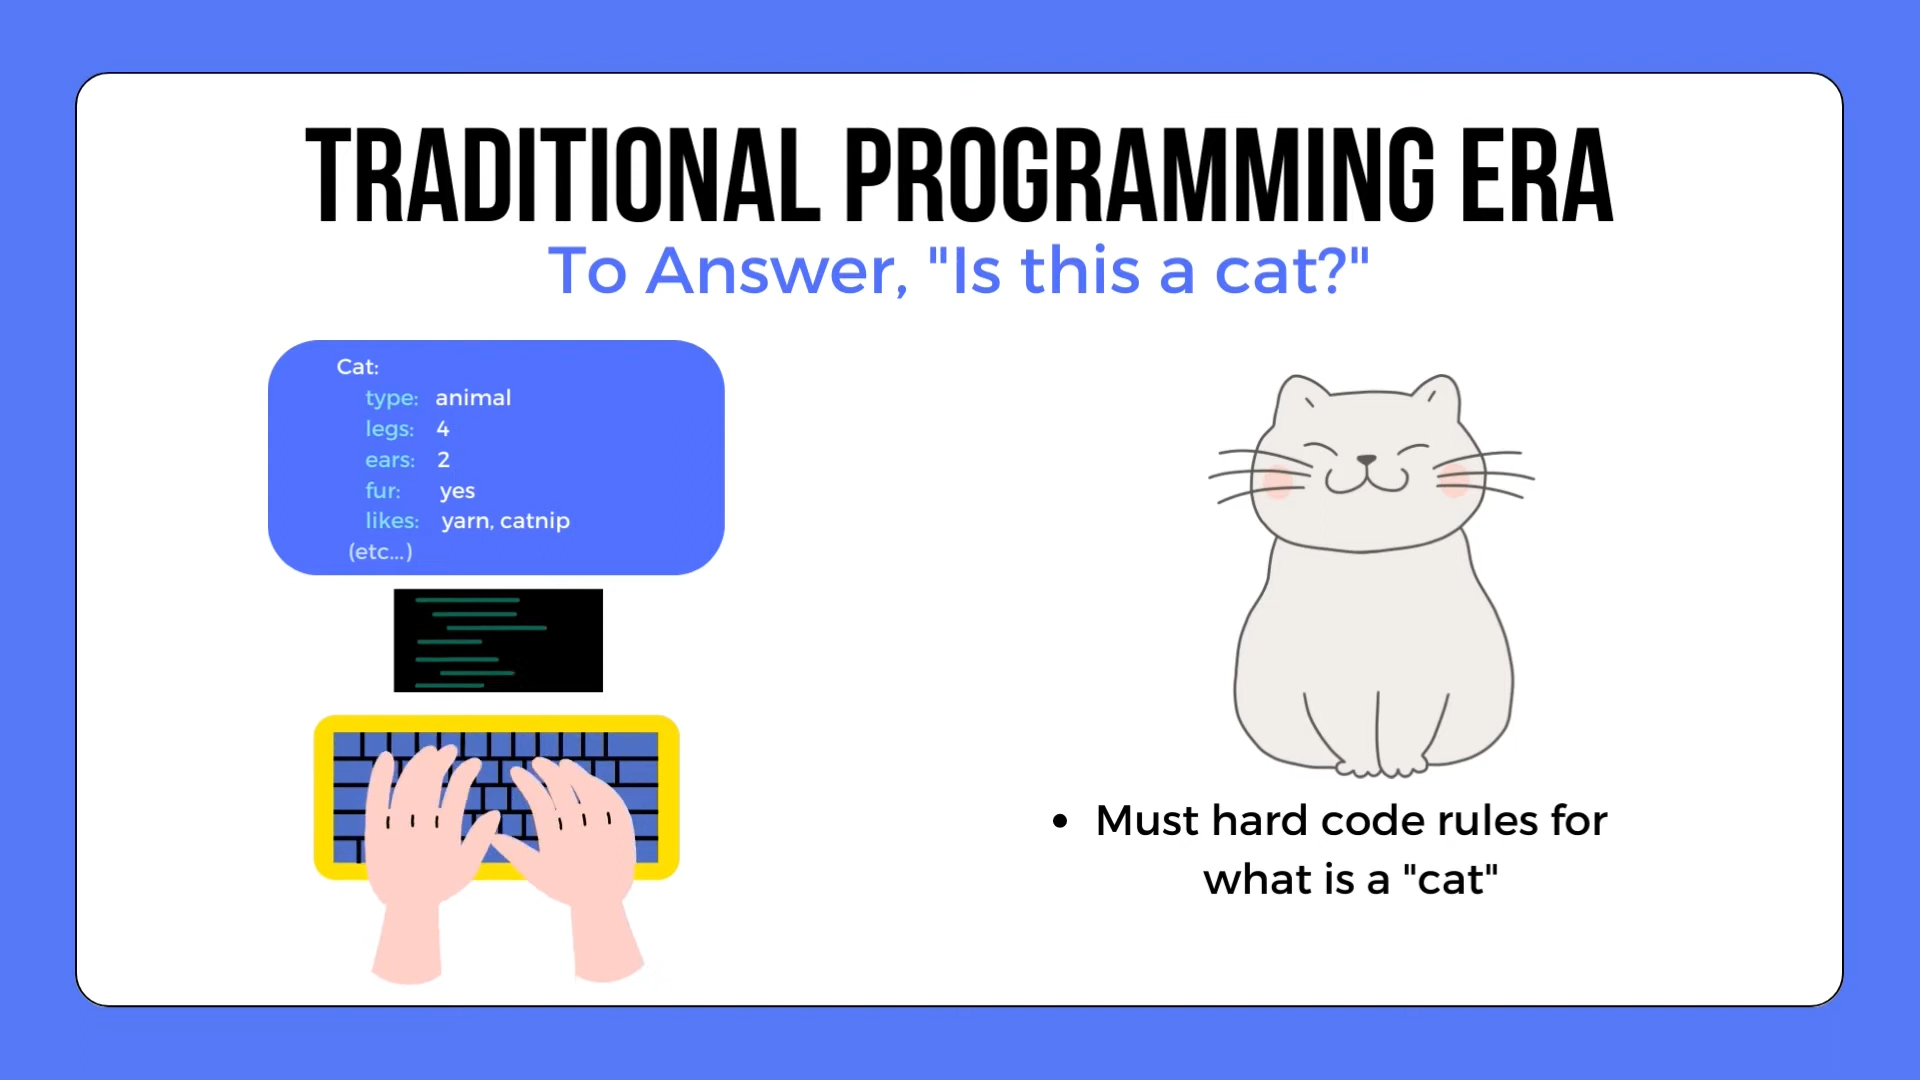 TRADITIONAL PROGRAMMING ERA
To Answer, "Is this a cat?"
Cat:
type: animal
legs: 4
ears: 2
fur: yes
likes: yarn, catnip
(etc...)
• Must hard code rules for
what is a "cat"